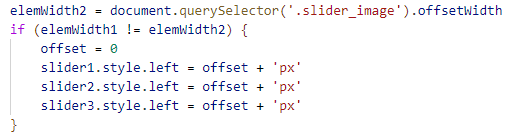 elemWidth2 = document.querySelector('.slider_image').offsetWidth
if (elemWidth1 != elemWidth2) {
    offset = 0
    slider1.style.left = offset + 'px'
    slider2.style.left = offset + 'px'
    slider3.style.left = offset + 'px'
}